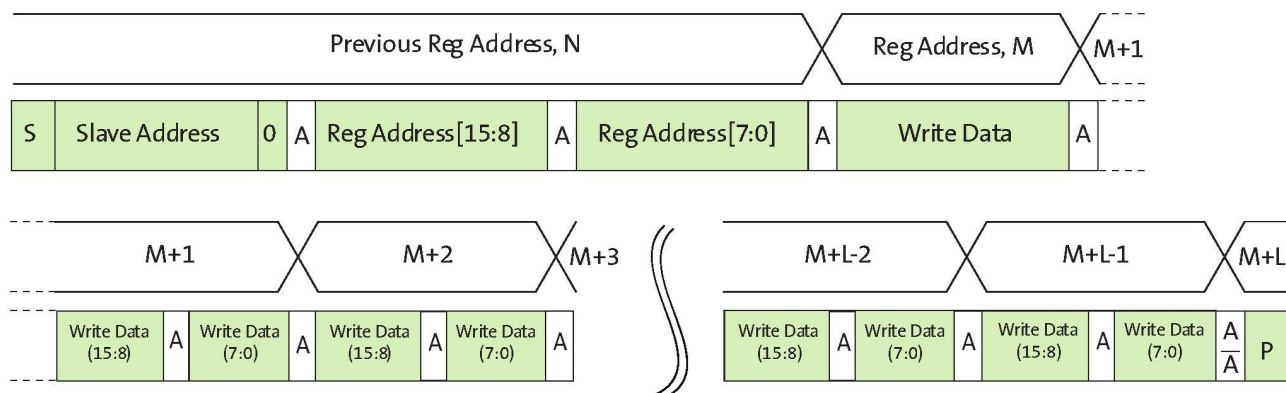 Previous Reg Address, N Reg Address, M M+1
S Slave Address 0 A Reg Address[15:8] A Reg Address[7:0] A Write Data A
M+1 M+2 M+3 M+L-2 M+L-1 M+L
Write Data (15:8) A Write Data (7:0) A Write Data (15:8) A Write Data (7:0) A Write Data (15:8) A Write Data (7:0) A Write Data (15:8) A Write Data (7:0) A A P